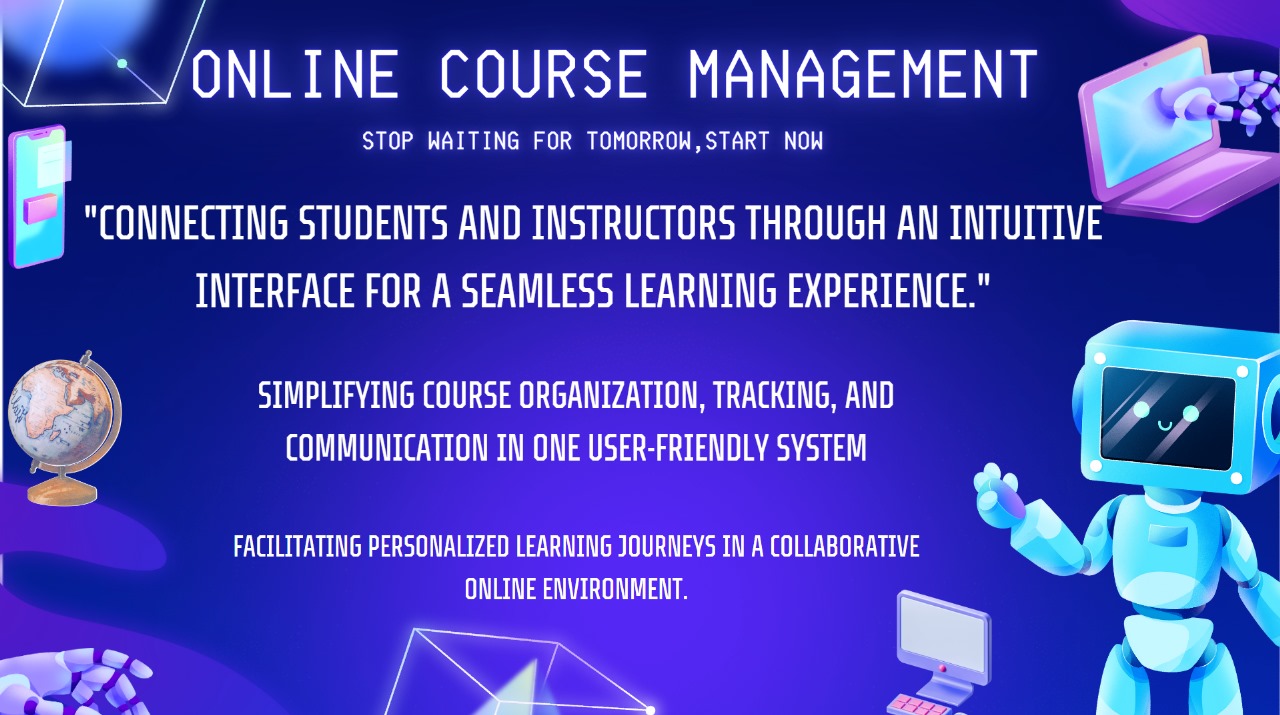 ONLINE COURSE MANAGEMENT
STOP WAITING FOR TOMORROW,START NOW
"CONNECTING STUDENTS AND INSTRUCTORS THROUGH AN INTUITIVE
INTERFACE FOR A SEAMLESS LEARNING EXPERIENCE."
SIMPLIFYING COURSE ORGANIZATION, TRACKING, AND
COMMUNICATION IN ONE USER-FRIENDLY SYSTEM
FACILITATING PERSONALIZED LEARNING JOURNEYS IN A COLLABORATIVE
ONLINE ENVIRONMENT.